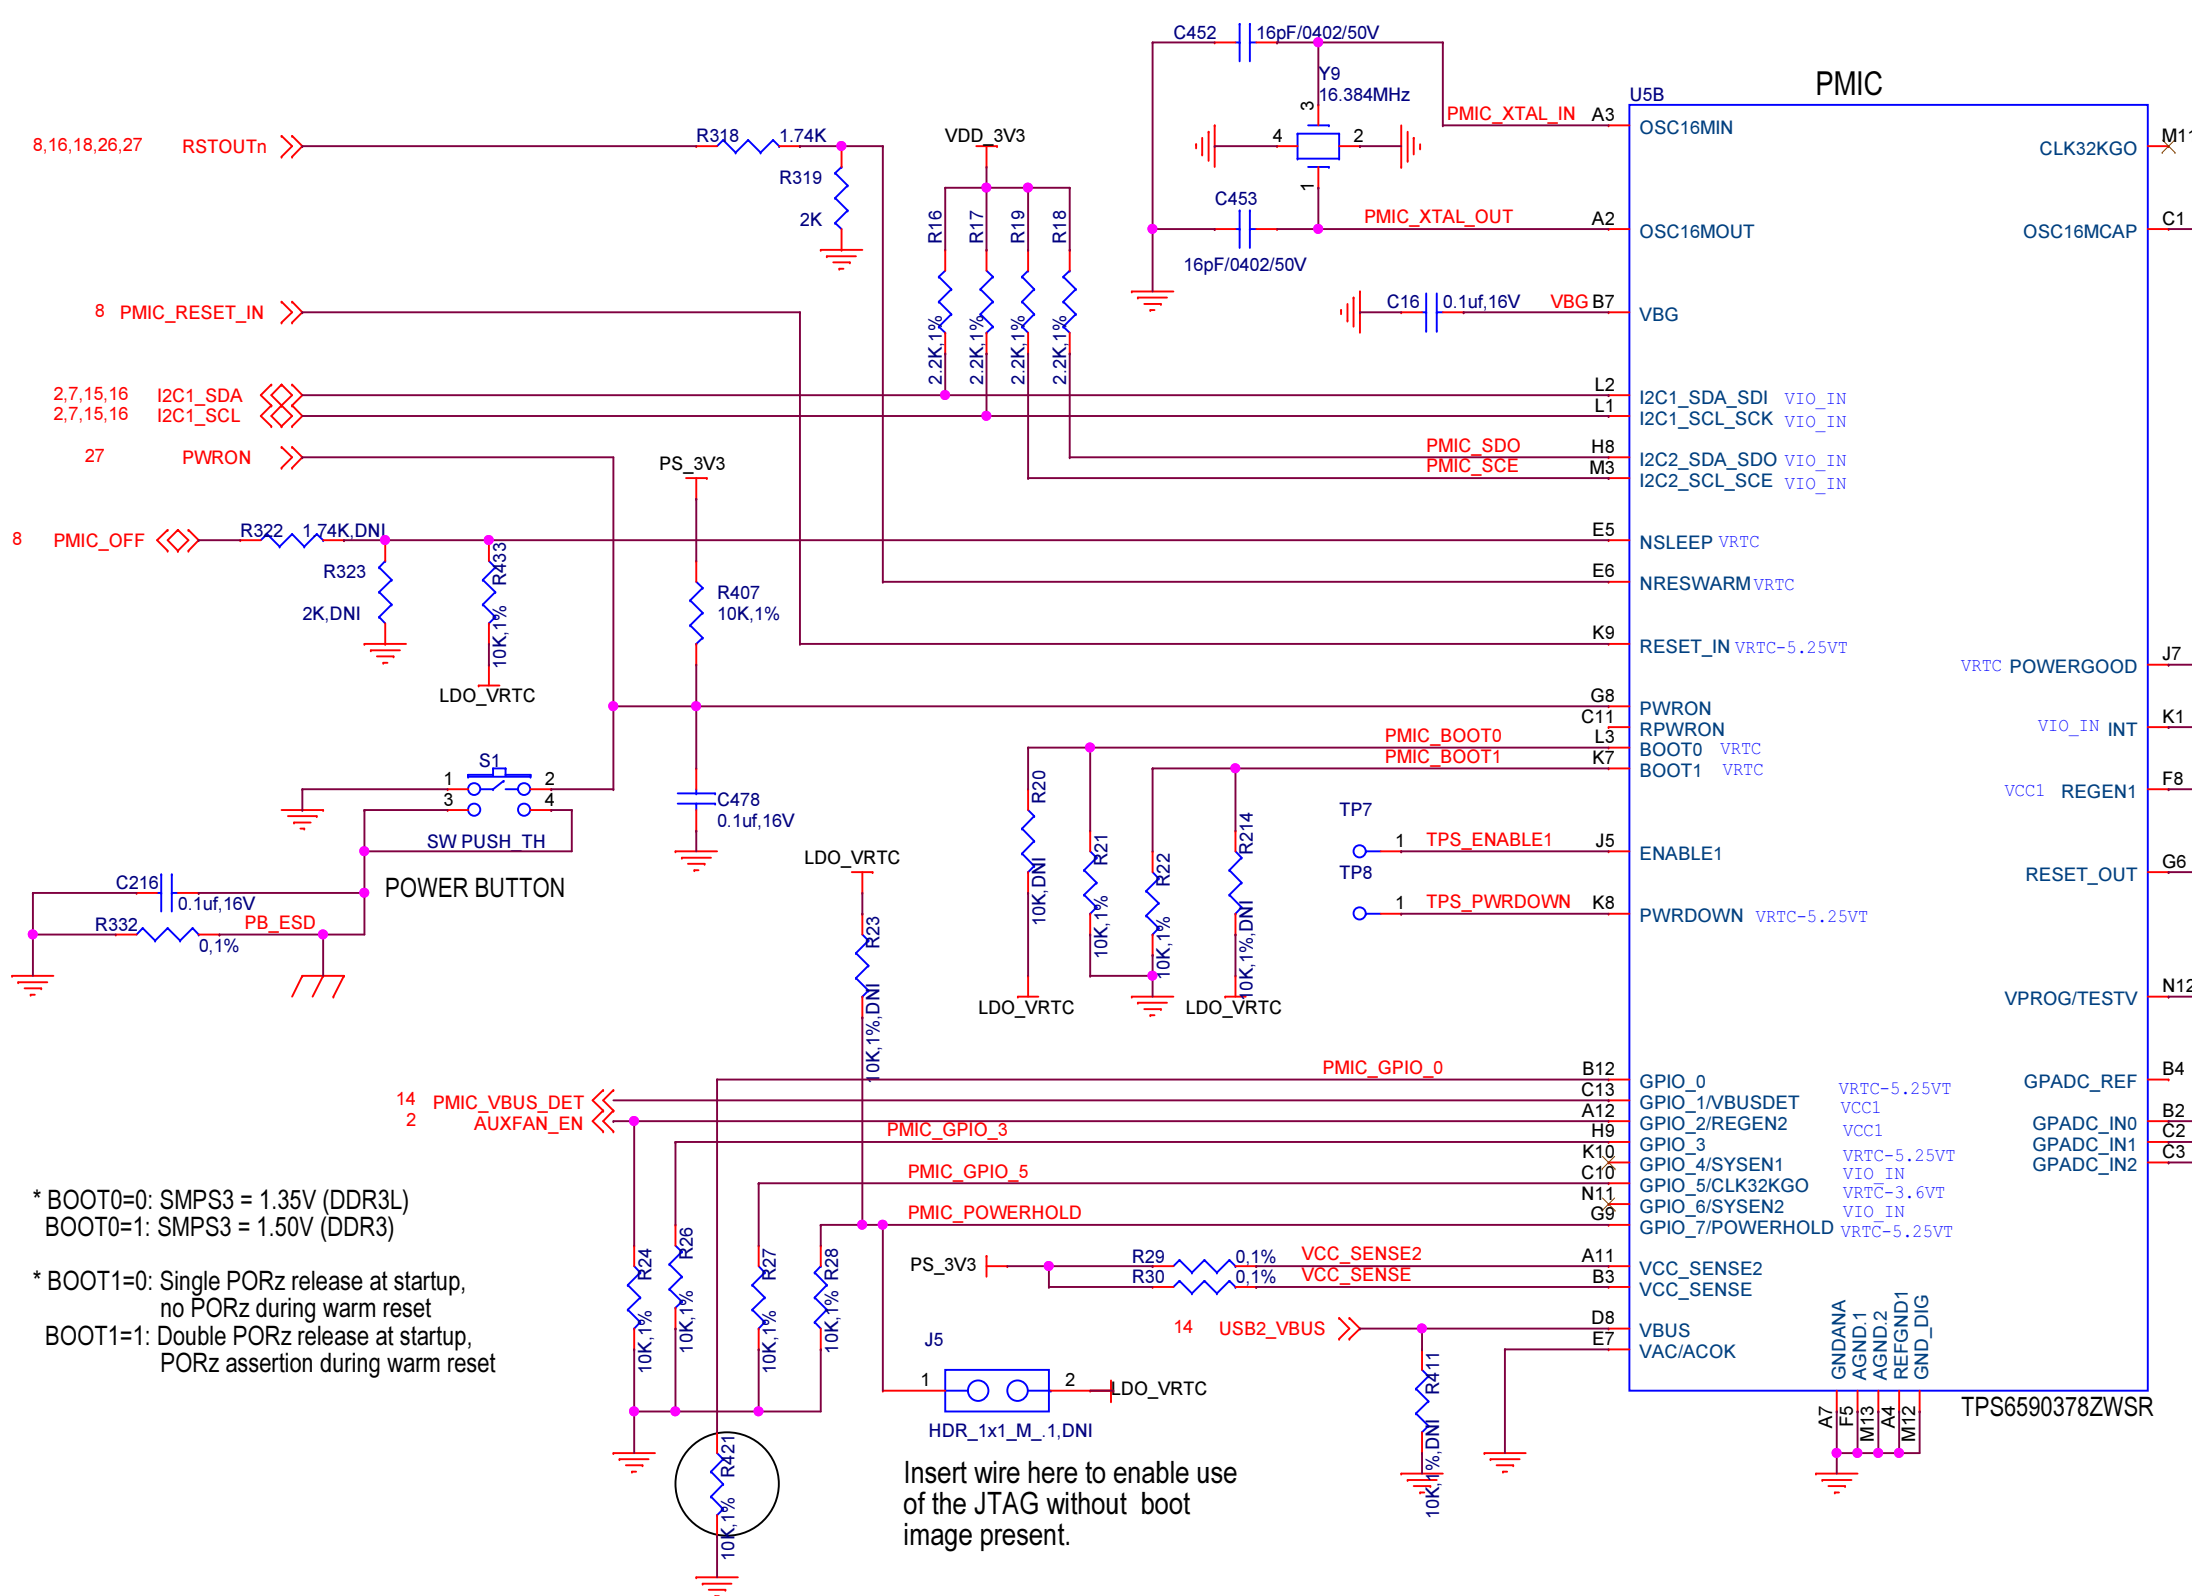 C452
16pF/0402/50V
Y9
16.384MHz
3
4
2
1
C453
16pF/0402/50V
PMIC_XTAL_IN
PMIC_XTAL_OUT
C16
0.1uf,16V
VBG
PMIC
U5B
8,16,18,26,27 RSTOUTn
R318
1.74K
R319
2K
VDD_3V3
R16
R17
R19
R18
2.2K,1%
2.2K,1%
2.2K,1%
2.2K,1%
8 PMIC_RESET_IN
2,7,15,16 I2C1_SDA
2,7,15,16 I2C1_SCL
27 PWRON
PS_3V3
PMIC_SDO
PMIC_SCE
8 PMIC_OFF
R322
1.74K,DNI
R323
2K,DNI
R433
10K,1%
LDO_VRTC
R407
10K,1%
S1
1
2
3
4
SW PUSH_TH
POWER BUTTON
C478
0.1uf,16V
C216
0.1uf,16V
R332
0,1%
PB_ESD
LDO_VRTC
R23
10K,1%,DNI
PMIC_BOOT0
PMIC_BOOT1
R20
10K,DNI
R21
10K,1%
R22
10K,1%
R214
10K,1%,DNI
LDO_VRTC
LDO_VRTC
TP7
1
TPS_ENABLE1
TP8
1
TPS_PWRDOWN
14 PMIC_VBUS_DET
2 AUXFAN_EN
PMIC_GPIO_0
PMIC_GPIO_3
PMIC_GPIO_5
PMIC_POWERHOLD
R24
10K,1%
R26
10K,1%
R27
10K,1%
R28
10K,1%
R421
10K,1%
PS_3V3
R29
0,1%
VCC_SENSE2
R30
0,1%
VCC_SENSE
14 USB2_VBUS
R411
10K,1%,DNI
J5
1
2
LDO_VRTC
HDR_1x1_M_.1,DNI
Insert wire here to enable use
of the JTAG without boot
image present.
* BOOT0=0: SMPS3 = 1.35V (DDR3L)
BOOT0=1: SMPS3 = 1.50V (DDR3)
* BOOT1=0: Single PORz release at startup,
no PORz during warm reset
BOOT1=1: Double PORz release at startup,
PORz assertion during warm reset
A3 OSC16MIN
A2 OSC16MOUT
B7 VBG
L2 I2C1_SDA_SDI VIO_IN
L1 I2C1_SCL_SCK VIO_IN
H8 I2C2_SDA_SDO VIO_IN
M3 I2C2_SCL_SCE VIO_IN
E5 NSLEEP VRTC
E6 NRESWARM VRTC
K9 RESET_IN VRTC-5.25VT
G8 PWRON
C11 RPWRON
L3 BOOT0 VRTC
K7 BOOT1 VRTC
J5 ENABLE1
K8 PWRDOWN VRTC-5.25VT
B12 GPIO_0 VRTC-5.25VT
C13 GPIO_1/VBUSDET VCC1
A12 GPIO_2/REGEN2 VCC1
H9 GPIO_3 VRTC-5.25VT
K10 GPIO_4/SYSEN1 VIO_IN
C10 GPIO_5/CLK32KGO VRTC-3.6VT
N11 GPIO_6/SYSEN2 VIO_IN
G9 GPIO_7/POWERHOLD VRTC-5.25VT
A11 VCC_SENSE2
B3 VCC_SENSE
D8 VBUS
E7 VAC/ACOK
CLK32KGO M11
OSC16MCAP C1
VRTC POWERGOOD J7
VIO_IN INT K1
VCC1 REGEN1 F8
RESET_OUT G6
VPROG/TESTV N12
GPADC_REF B4
GPADC_IN0 B2
GPADC_IN1 C2
GPADC_IN2 C3
GNDANA
AGND.1
AGND.2
REFGND1
GND_DIG
A7
F5
M13
A4
M12
TPS6590378ZWSR